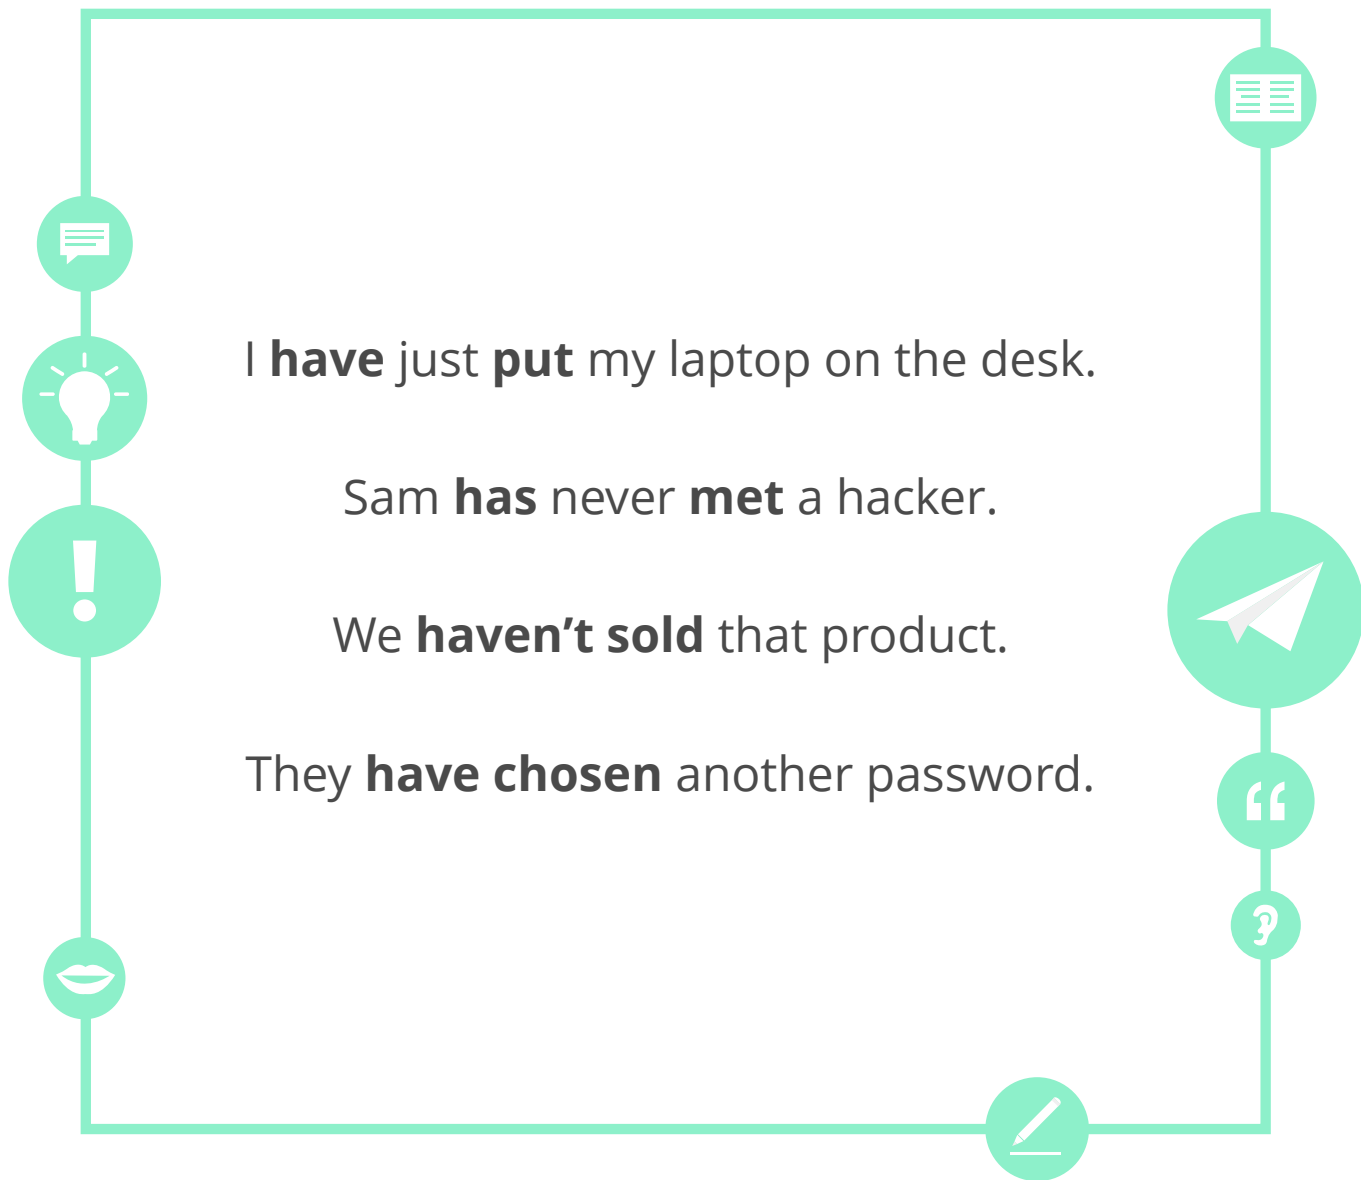 I have just put my laptop on the desk.
Sam has never met a hacker.
We haven’t sold that product.
They have chosen another password.